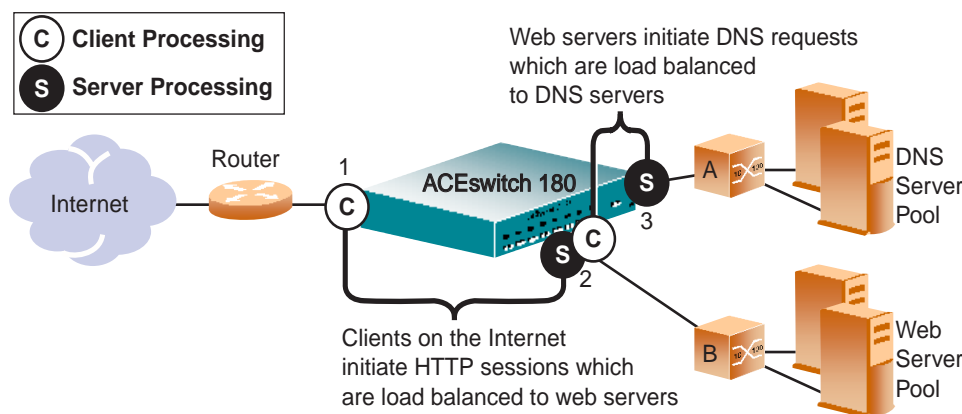 C Client Processing
S Server Processing
Web servers initiate DNS requests
which are load balanced
to DNS servers
Internet
Router
1
C
ACEswitch 180
S
3
A
DNS
Server
Pool
S
C
2
B
Web
Server
Pool
Clients on the Internet
initiate HTTP sessions which
are load balanced to web servers